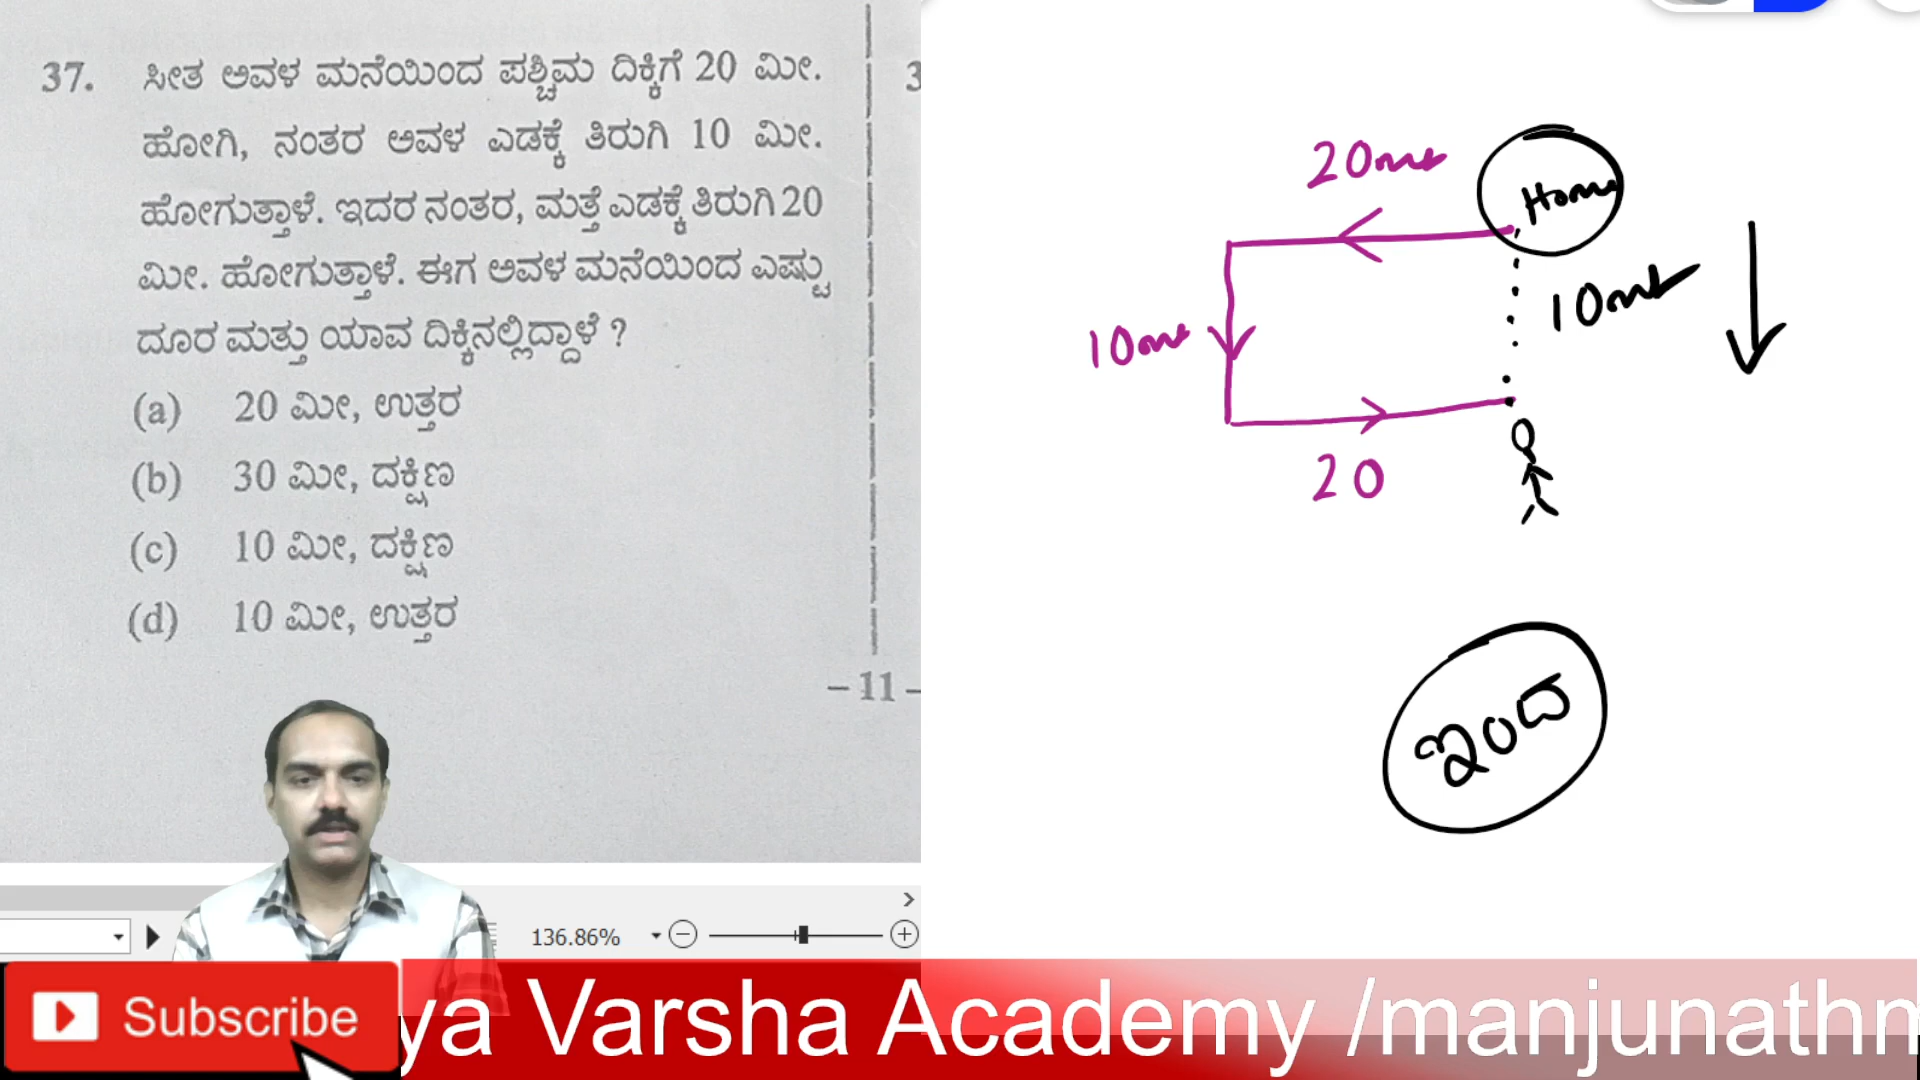 37. ಸೀತ ಅವಳ ಮನೆಯಿಂದ ಪಶ್ಚಿಮ ದಿಕ್ಕಿಗೆ 20 ಮೀ.
ಹೋಗಿ, ನಂತರ ಅವಳ ಎಡಕ್ಕೆ ತಿರುಗಿ 10 ಮೀ.
ಹೋಗುತ್ತಾಳೆ. ಇದರ ನಂತರ, ಮತ್ತೆ ಎಡಕ್ಕೆ ತಿರುಗಿ 20
ಮೀ. ಹೋಗುತ್ತಾಳೆ. ಈಗ ಅವಳ ಮನೆಯಿಂದ ಎಷ್ಟು
ದೂರ ಮತ್ತು ಯಾವ ದಿಕ್ಕಿನಲ್ಲಿದ್ದಾಳೆ ?
(a) 20 ಮೀ, ಉತ್ತರ
(b) 30 ಮೀ, ದಕ್ಷಿಣ
(c) 10 ಮೀ, ದಕ್ಷಿಣ
(d) 10 ಮೀ, ಉತ್ತರ
– 11 –
3
20mt
Home
10mt
10mt
20
ಇಂದ
136.86%
Subscribe
ya Varsha Academy /manjunathm